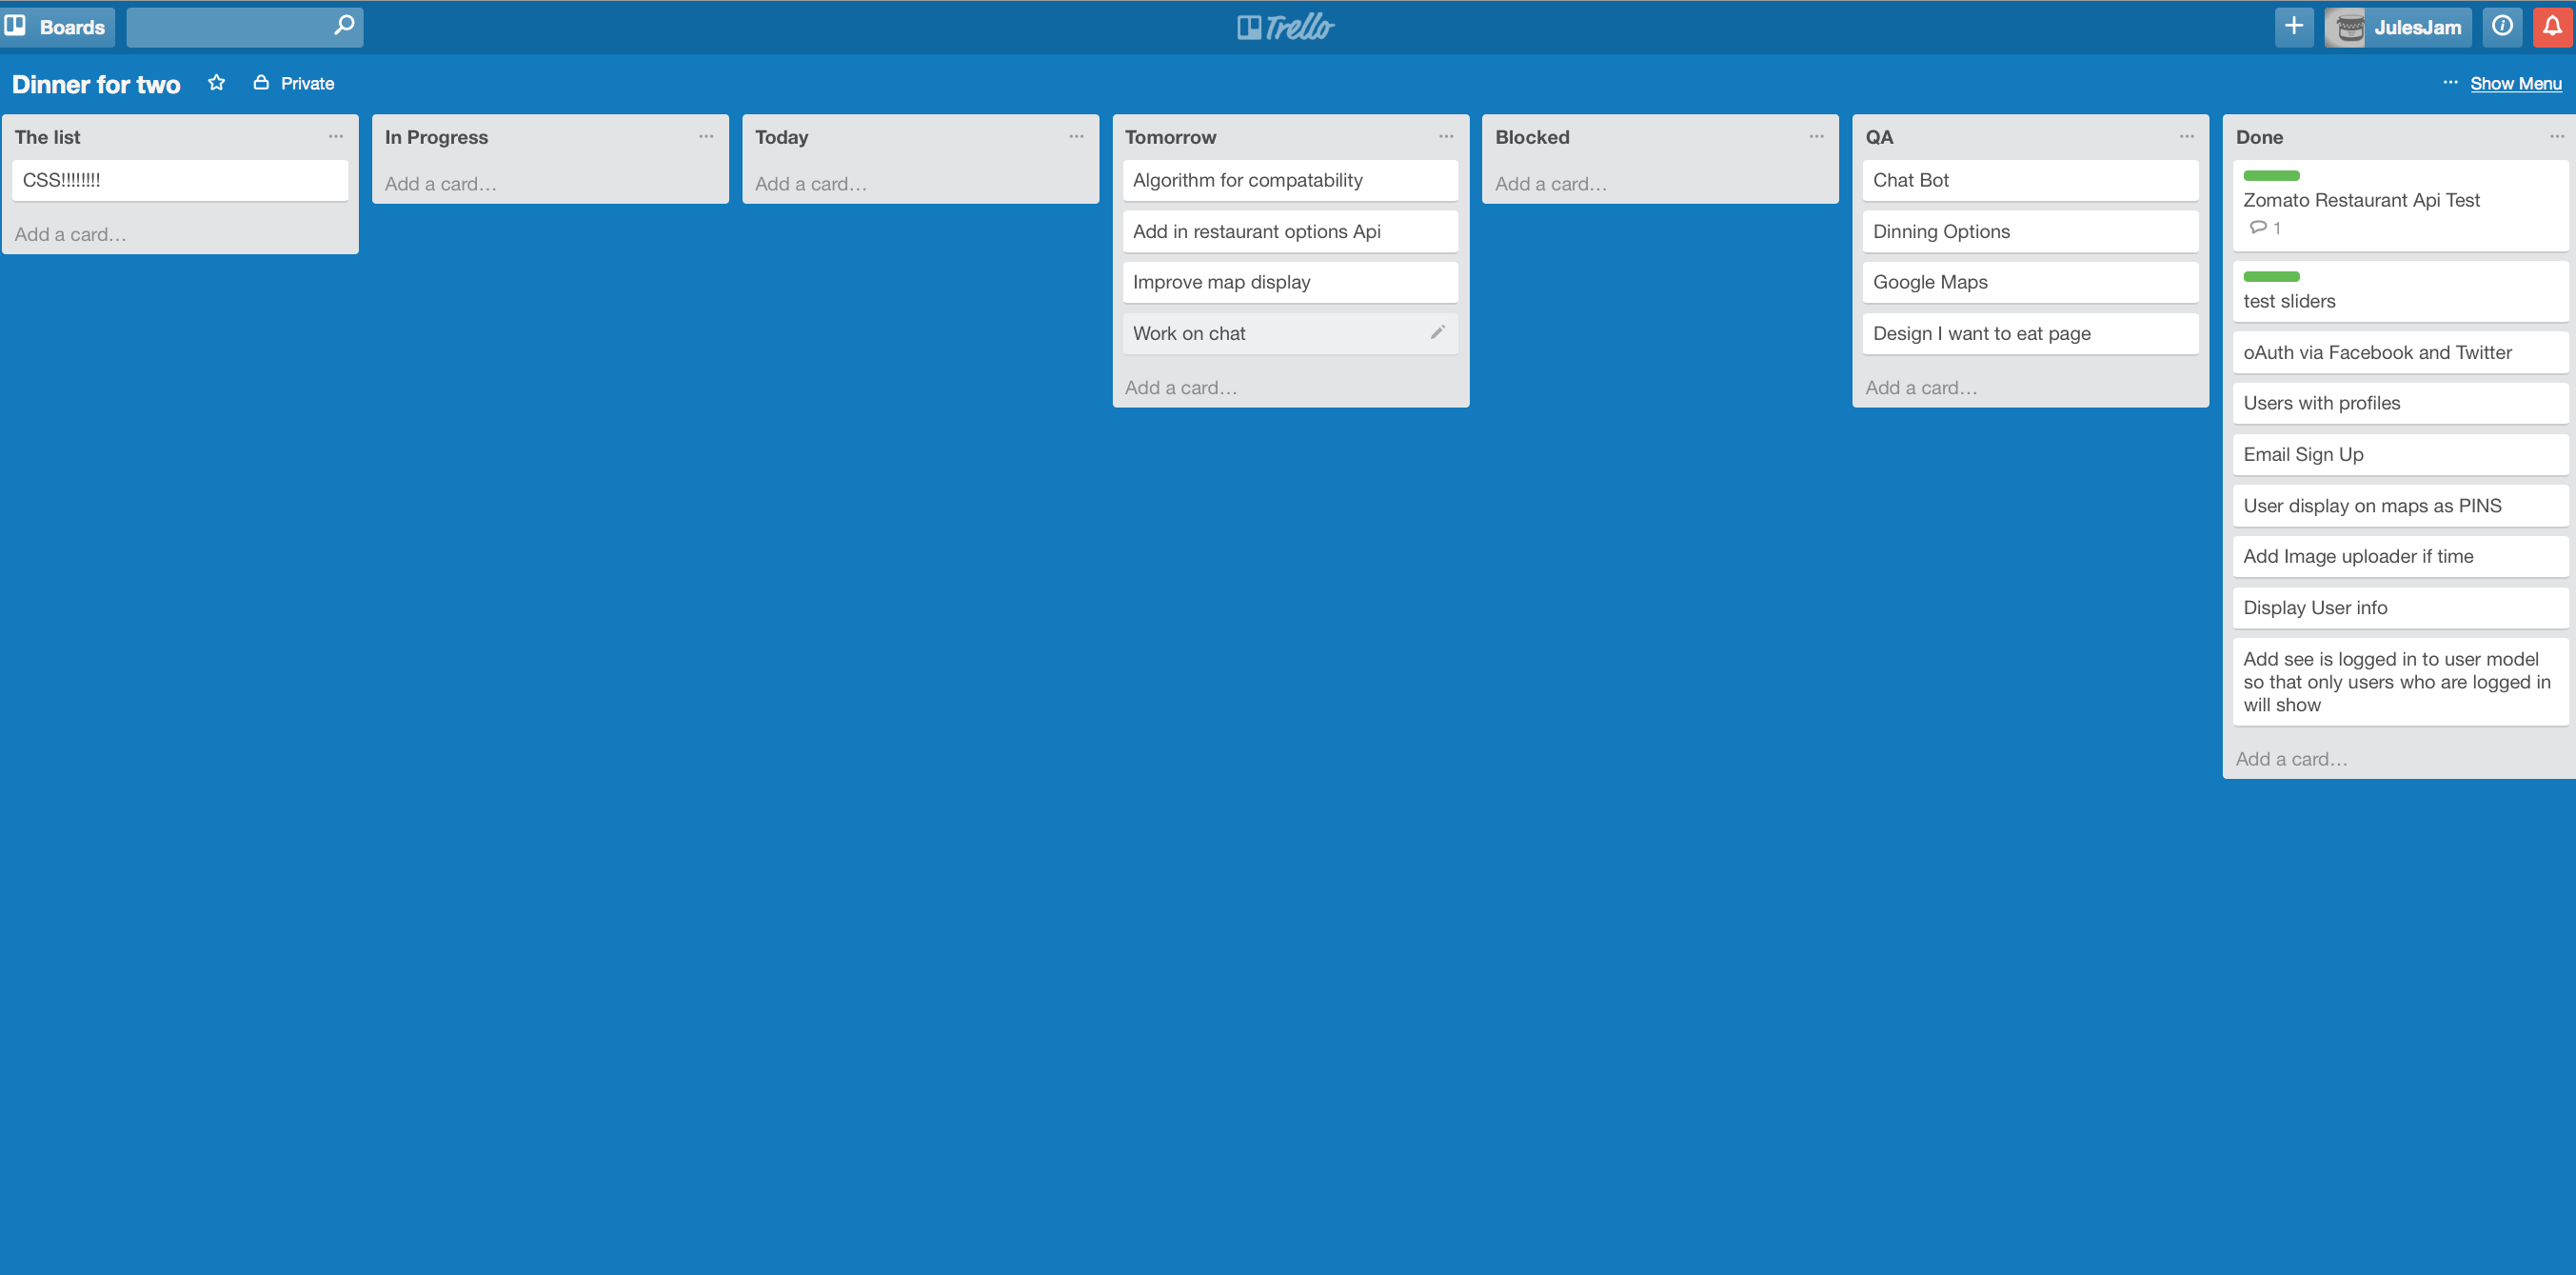 Boards
Trello
JulesJam
Dinner for two
Private
... Show Menu
The list
CSS!!!!!!!!
Add a card…
In Progress
Add a card…
Today
Add a card…
Tomorrow
Algorithm for compatability
Add in restaurant options Api
Improve map display
Work on chat
Add a card…
Blocked
Add a card…
QA
Chat Bot
Dinning Options
Google Maps
Design I want to eat page
Add a card…
Done
Zomato Restaurant Api Test
1
test sliders
oAuth via Facebook and Twitter
Users with profiles
Email Sign Up
User display on maps as PINS
Add Image uploader if time
Display User info
Add see is logged in to user model
so that only users who are logged in
will show
Add a card…